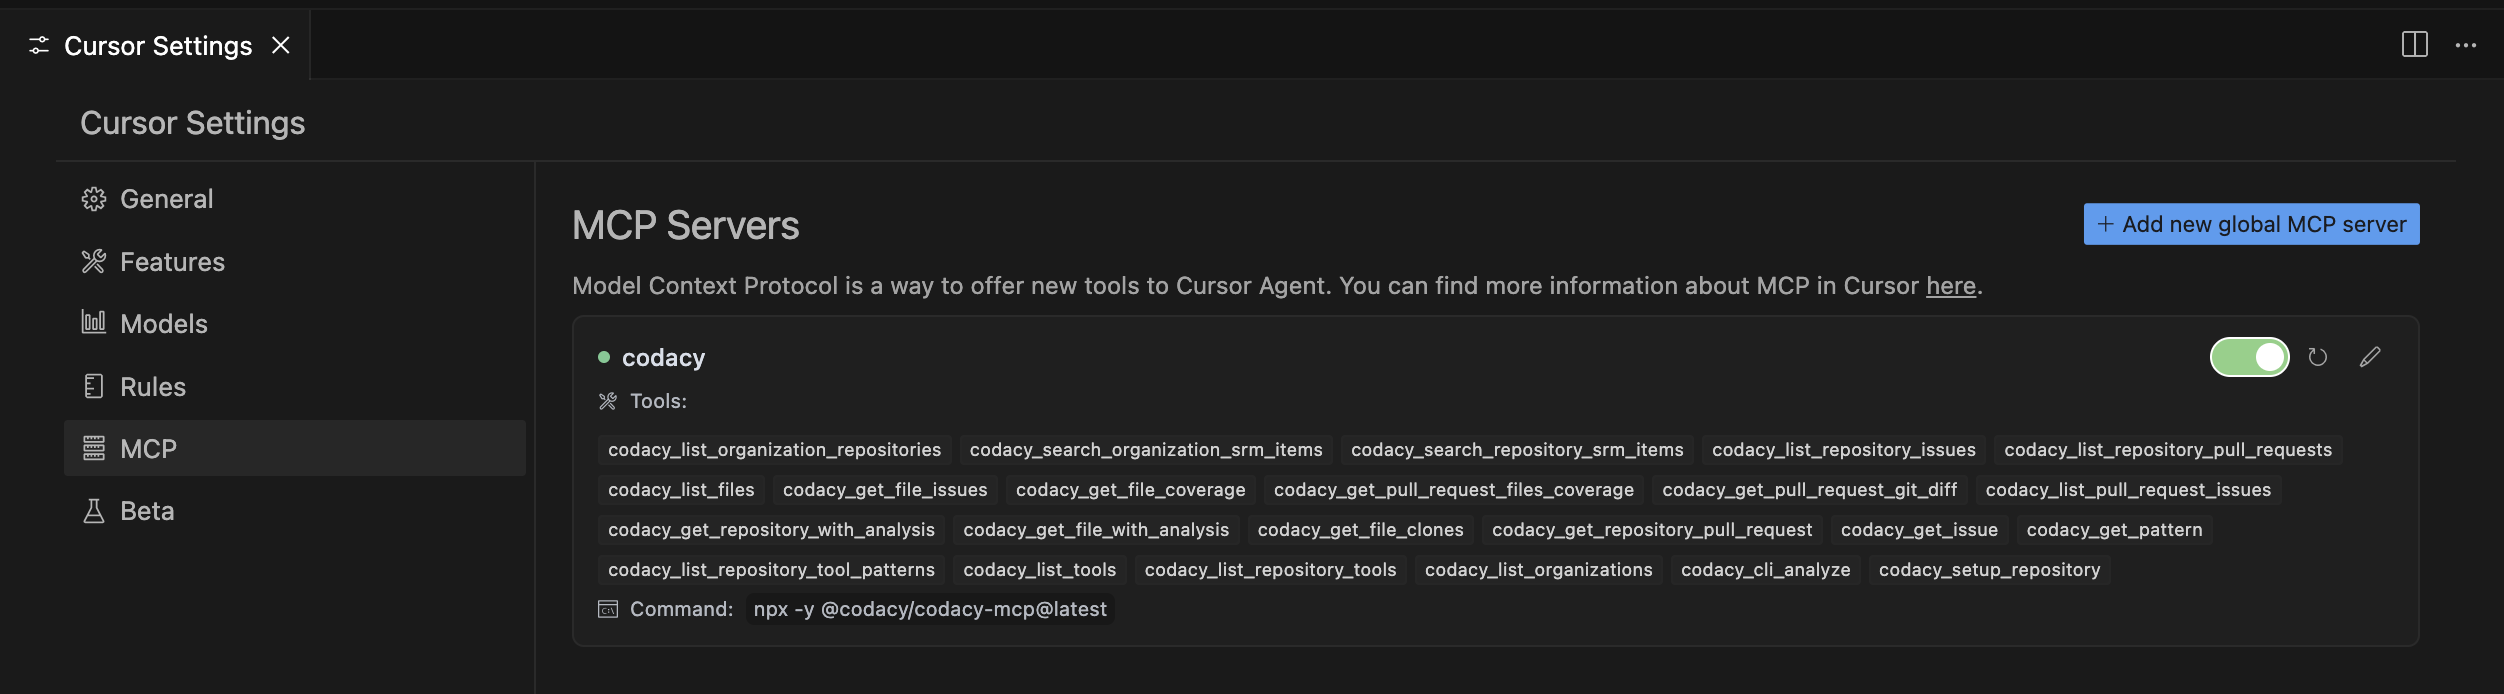 Cursor Settings
Cursor Settings
General
Features
Models
Rules
MCP
Beta
MCP Servers
+ Add new global MCP server
Model Context Protocol is a way to offer new tools to Cursor Agent. You can find more information about MCP in Cursor here.
codacy
Tools:
codacy_list_organization_repositories codacy_search_organization_srm_items codacy_search_repository_srm_items codacy_list_repository_issues codacy_list_repository_pull_requests
codacy_list_files codacy_get_file_issues codacy_get_file_coverage codacy_get_pull_request_files_coverage codacy_get_pull_request_git_diff codacy_list_pull_request_issues
codacy_get_repository_with_analysis codacy_get_file_with_analysis codacy_get_file_clones codacy_get_repository_pull_request codacy_get_issue codacy_get_pattern
codacy_list_repository_tool_patterns codacy_list_tools codacy_list_repository_tools codacy_list_organizations codacy_cli_analyze codacy_setup_repository
Command: npx -y @codacy/codacy-mcp@latest